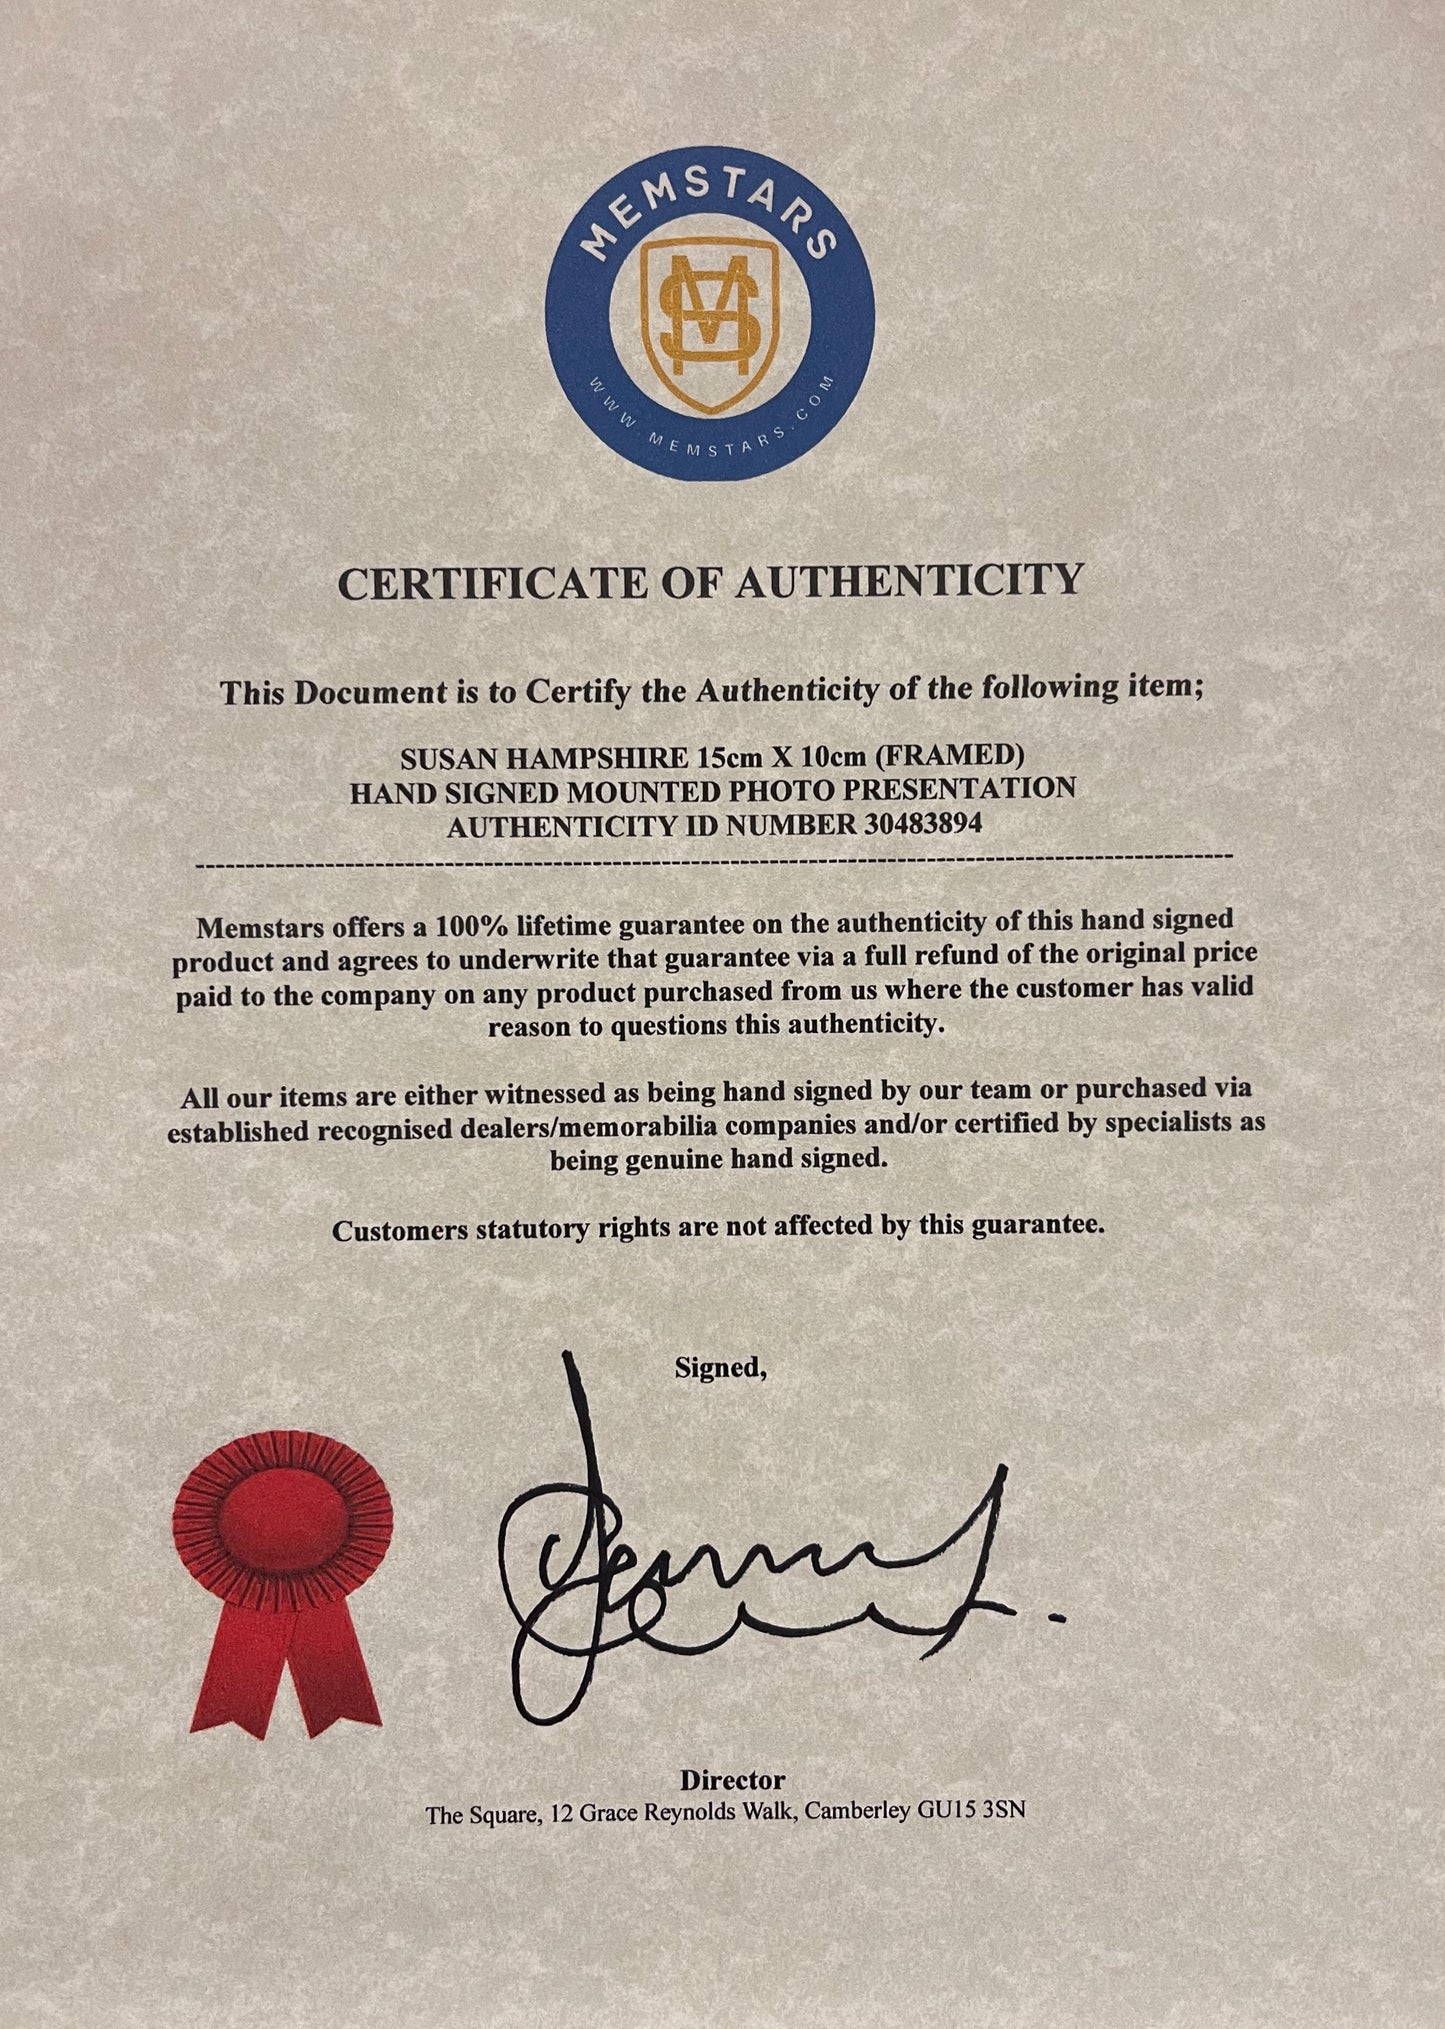 MEMSTARS
WWW.MEMSTARS.COM
CERTIFICATE OF AUTHENTICITY
This Document is to Certify the Authenticity of the following item;
SUSAN HAMPSHIRE 15cm X 10cm (FRAMED)
HAND SIGNED MOUNTED PHOTO PRESENTATION
AUTHENTICITY ID NUMBER 30483894
Memstars offers a 100% lifetime guarantee on the authenticity of this hand signed
product and agrees to underwrite that guarantee via a full refund of the original price
paid to the company on any product purchased from us where the customer has valid
reason to questions this authenticity.
All our items are either witnessed as being hand signed by our team or purchased via
established recognised dealers/memorabilia companies and/or certified by specialists as
being genuine hand signed.
Customers statutory rights are not affected by this guarantee.
Signed,
Director
The Square, 12 Grace Reynolds Walk, Camberley GU15 3SN